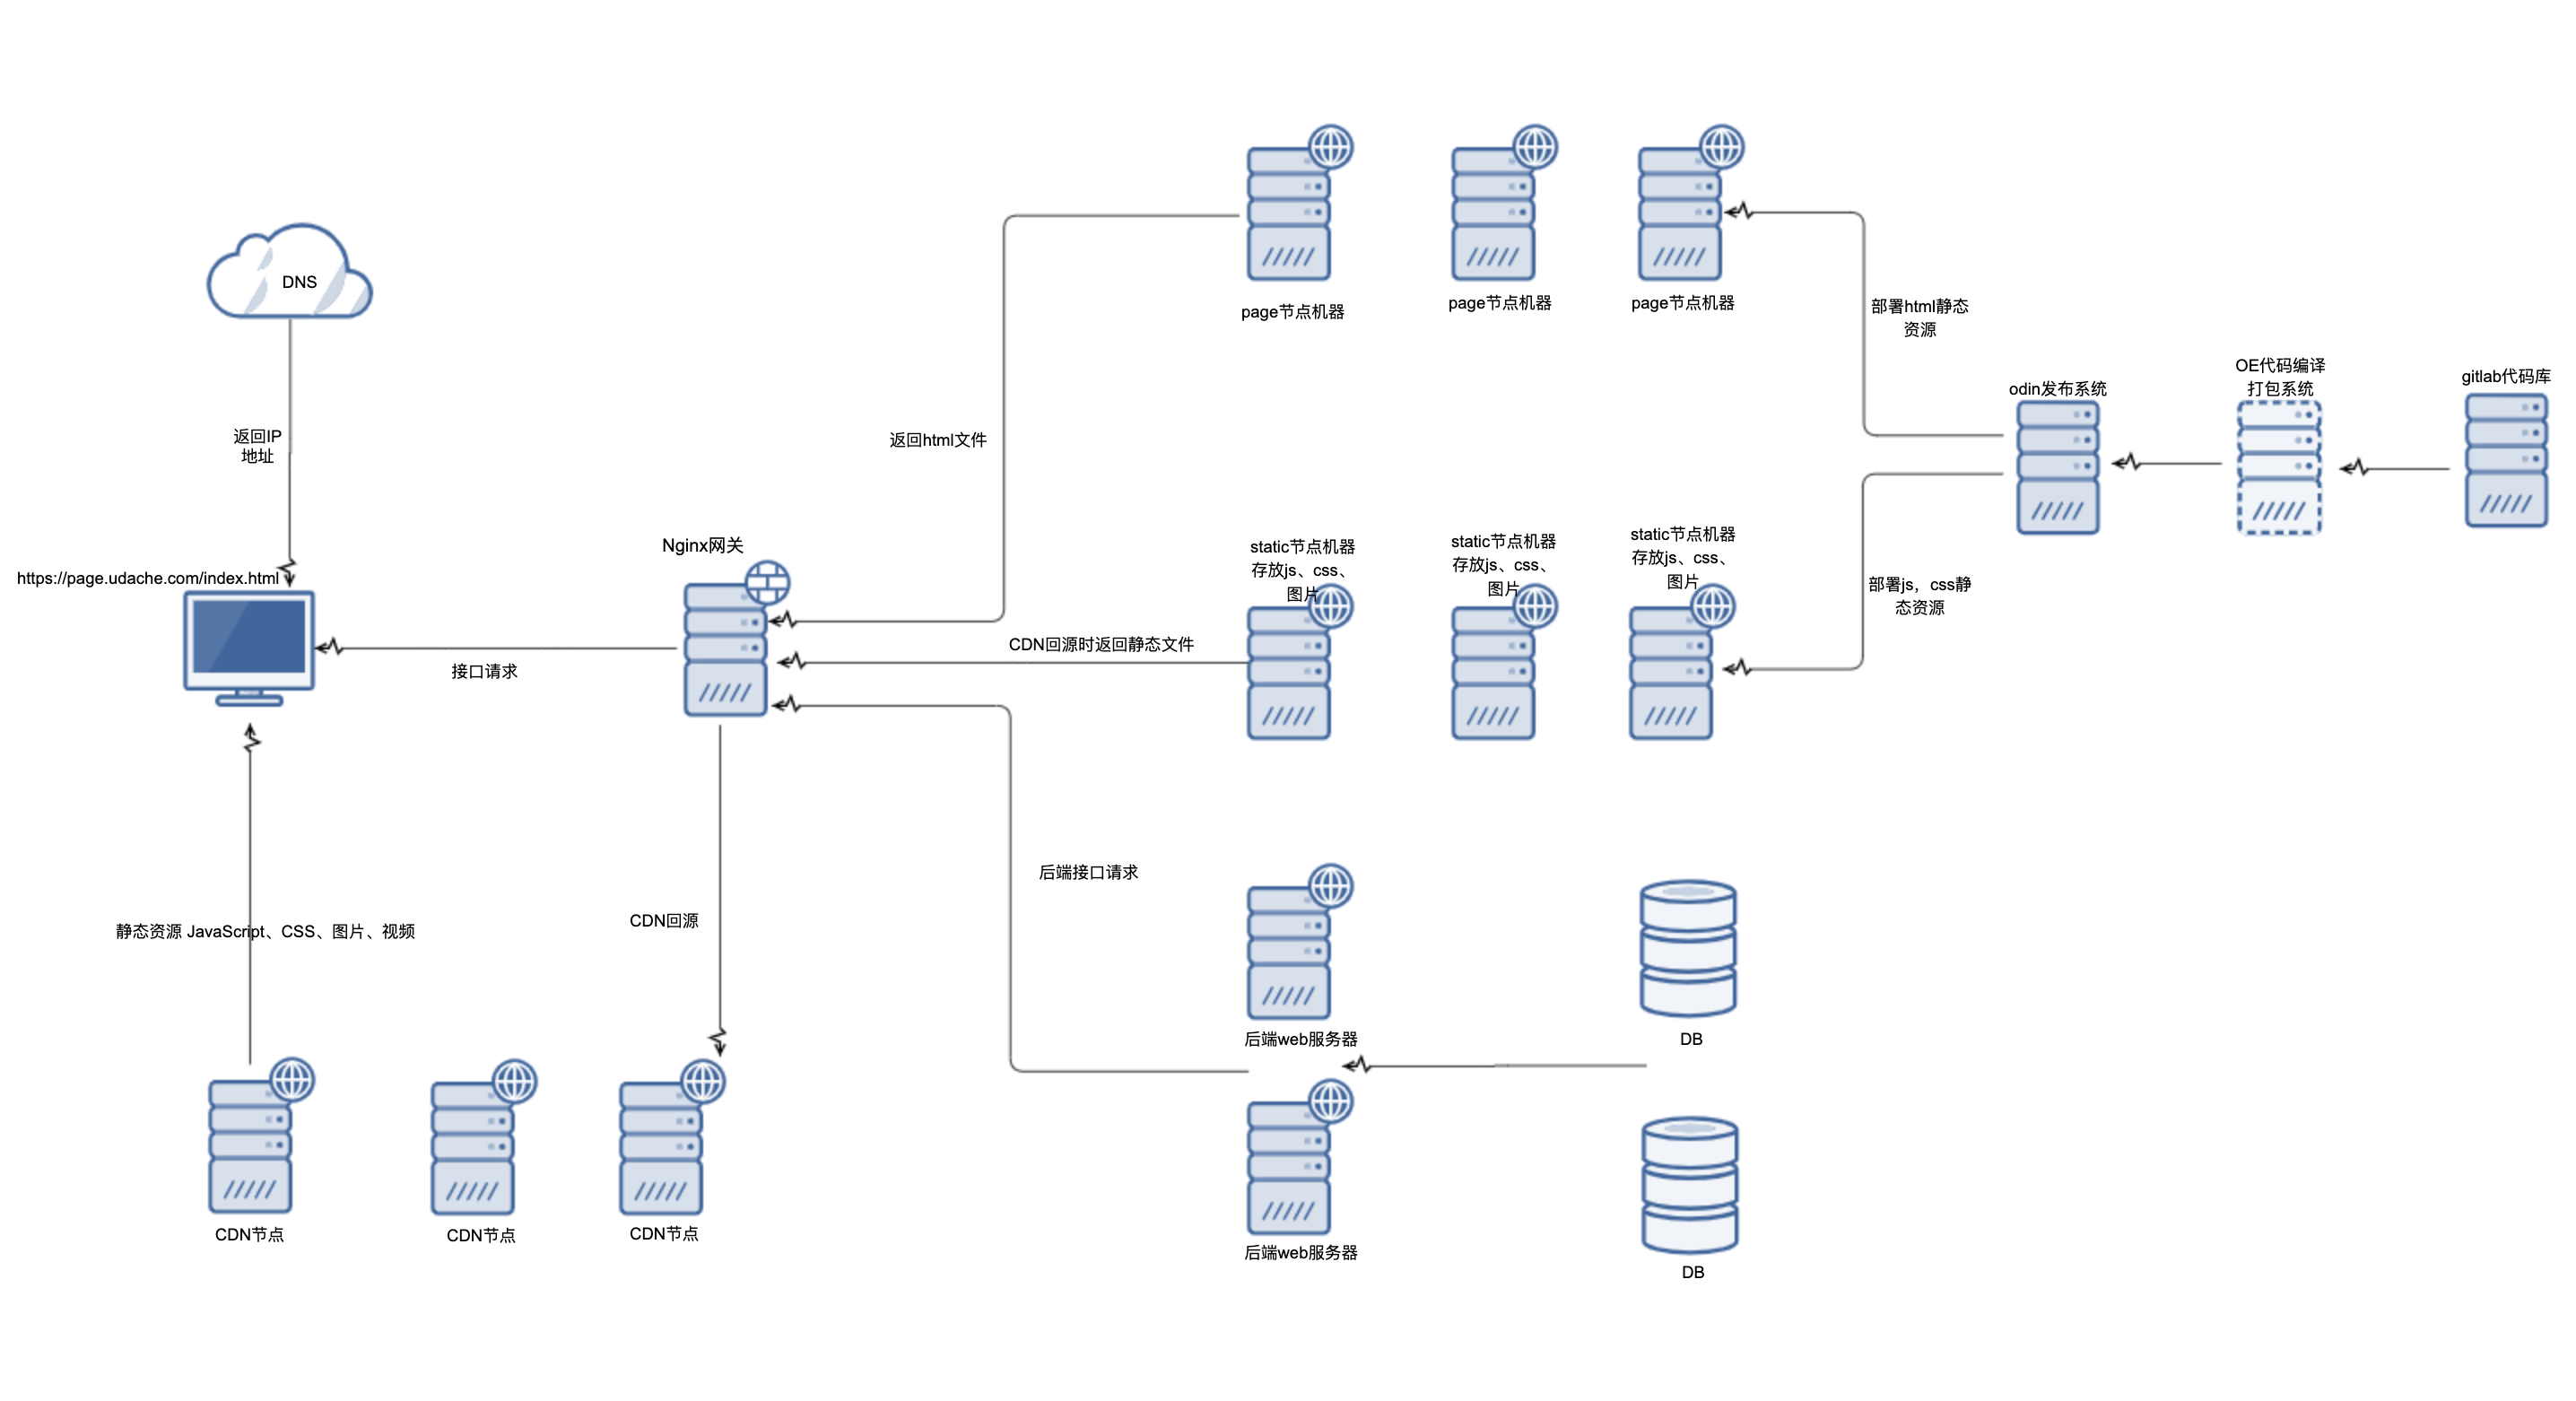 DNS
返回IP
地址
https://page.udache.com/index.html
接口请求
静态资源 JavaScript、CSS、图片、视频
CDN节点
CDN节点
CDN节点
Nginx网关
CDN回源
返回html文件
CDN回源时返回静态文件
后端接口请求
page节点机器
page节点机器
page节点机器
static节点机器
存放js、css、
图片
static节点机器
存放js、css、
图片
static节点机器
存放js、css、
图片
后端web服务器
后端web服务器
DB
DB
部署html静态
资源
部署js，css静
态资源
odin发布系统
OE代码编译
打包系统
gitlab代码库